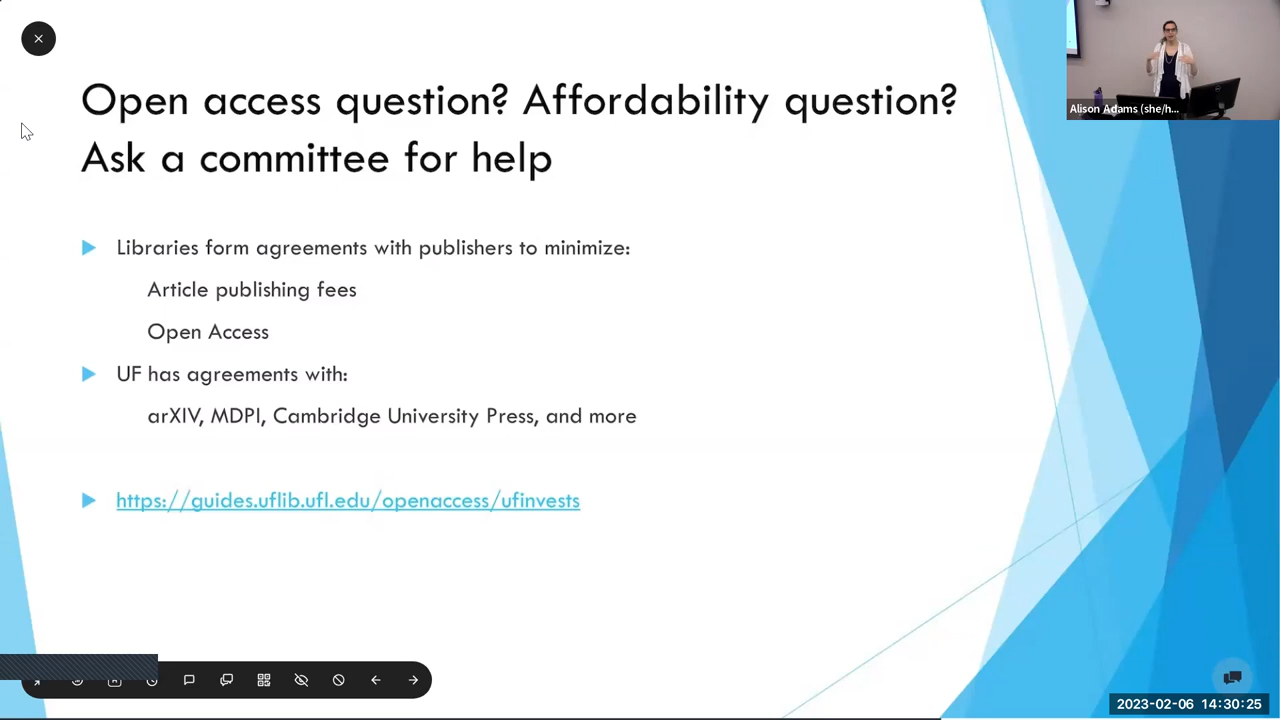 Open access question? Affordability question?
Ask a committee for help
Libraries form agreements with publishers to minimize:
Article publishing fees
Open Access
UF has agreements with:
arXIV, MDPI, Cambridge University Press, and more
https://guides.uflib.ufl.edu/openaccess/ufinvests
Alison Adams (she/h...
2023-02-06 14:30:25